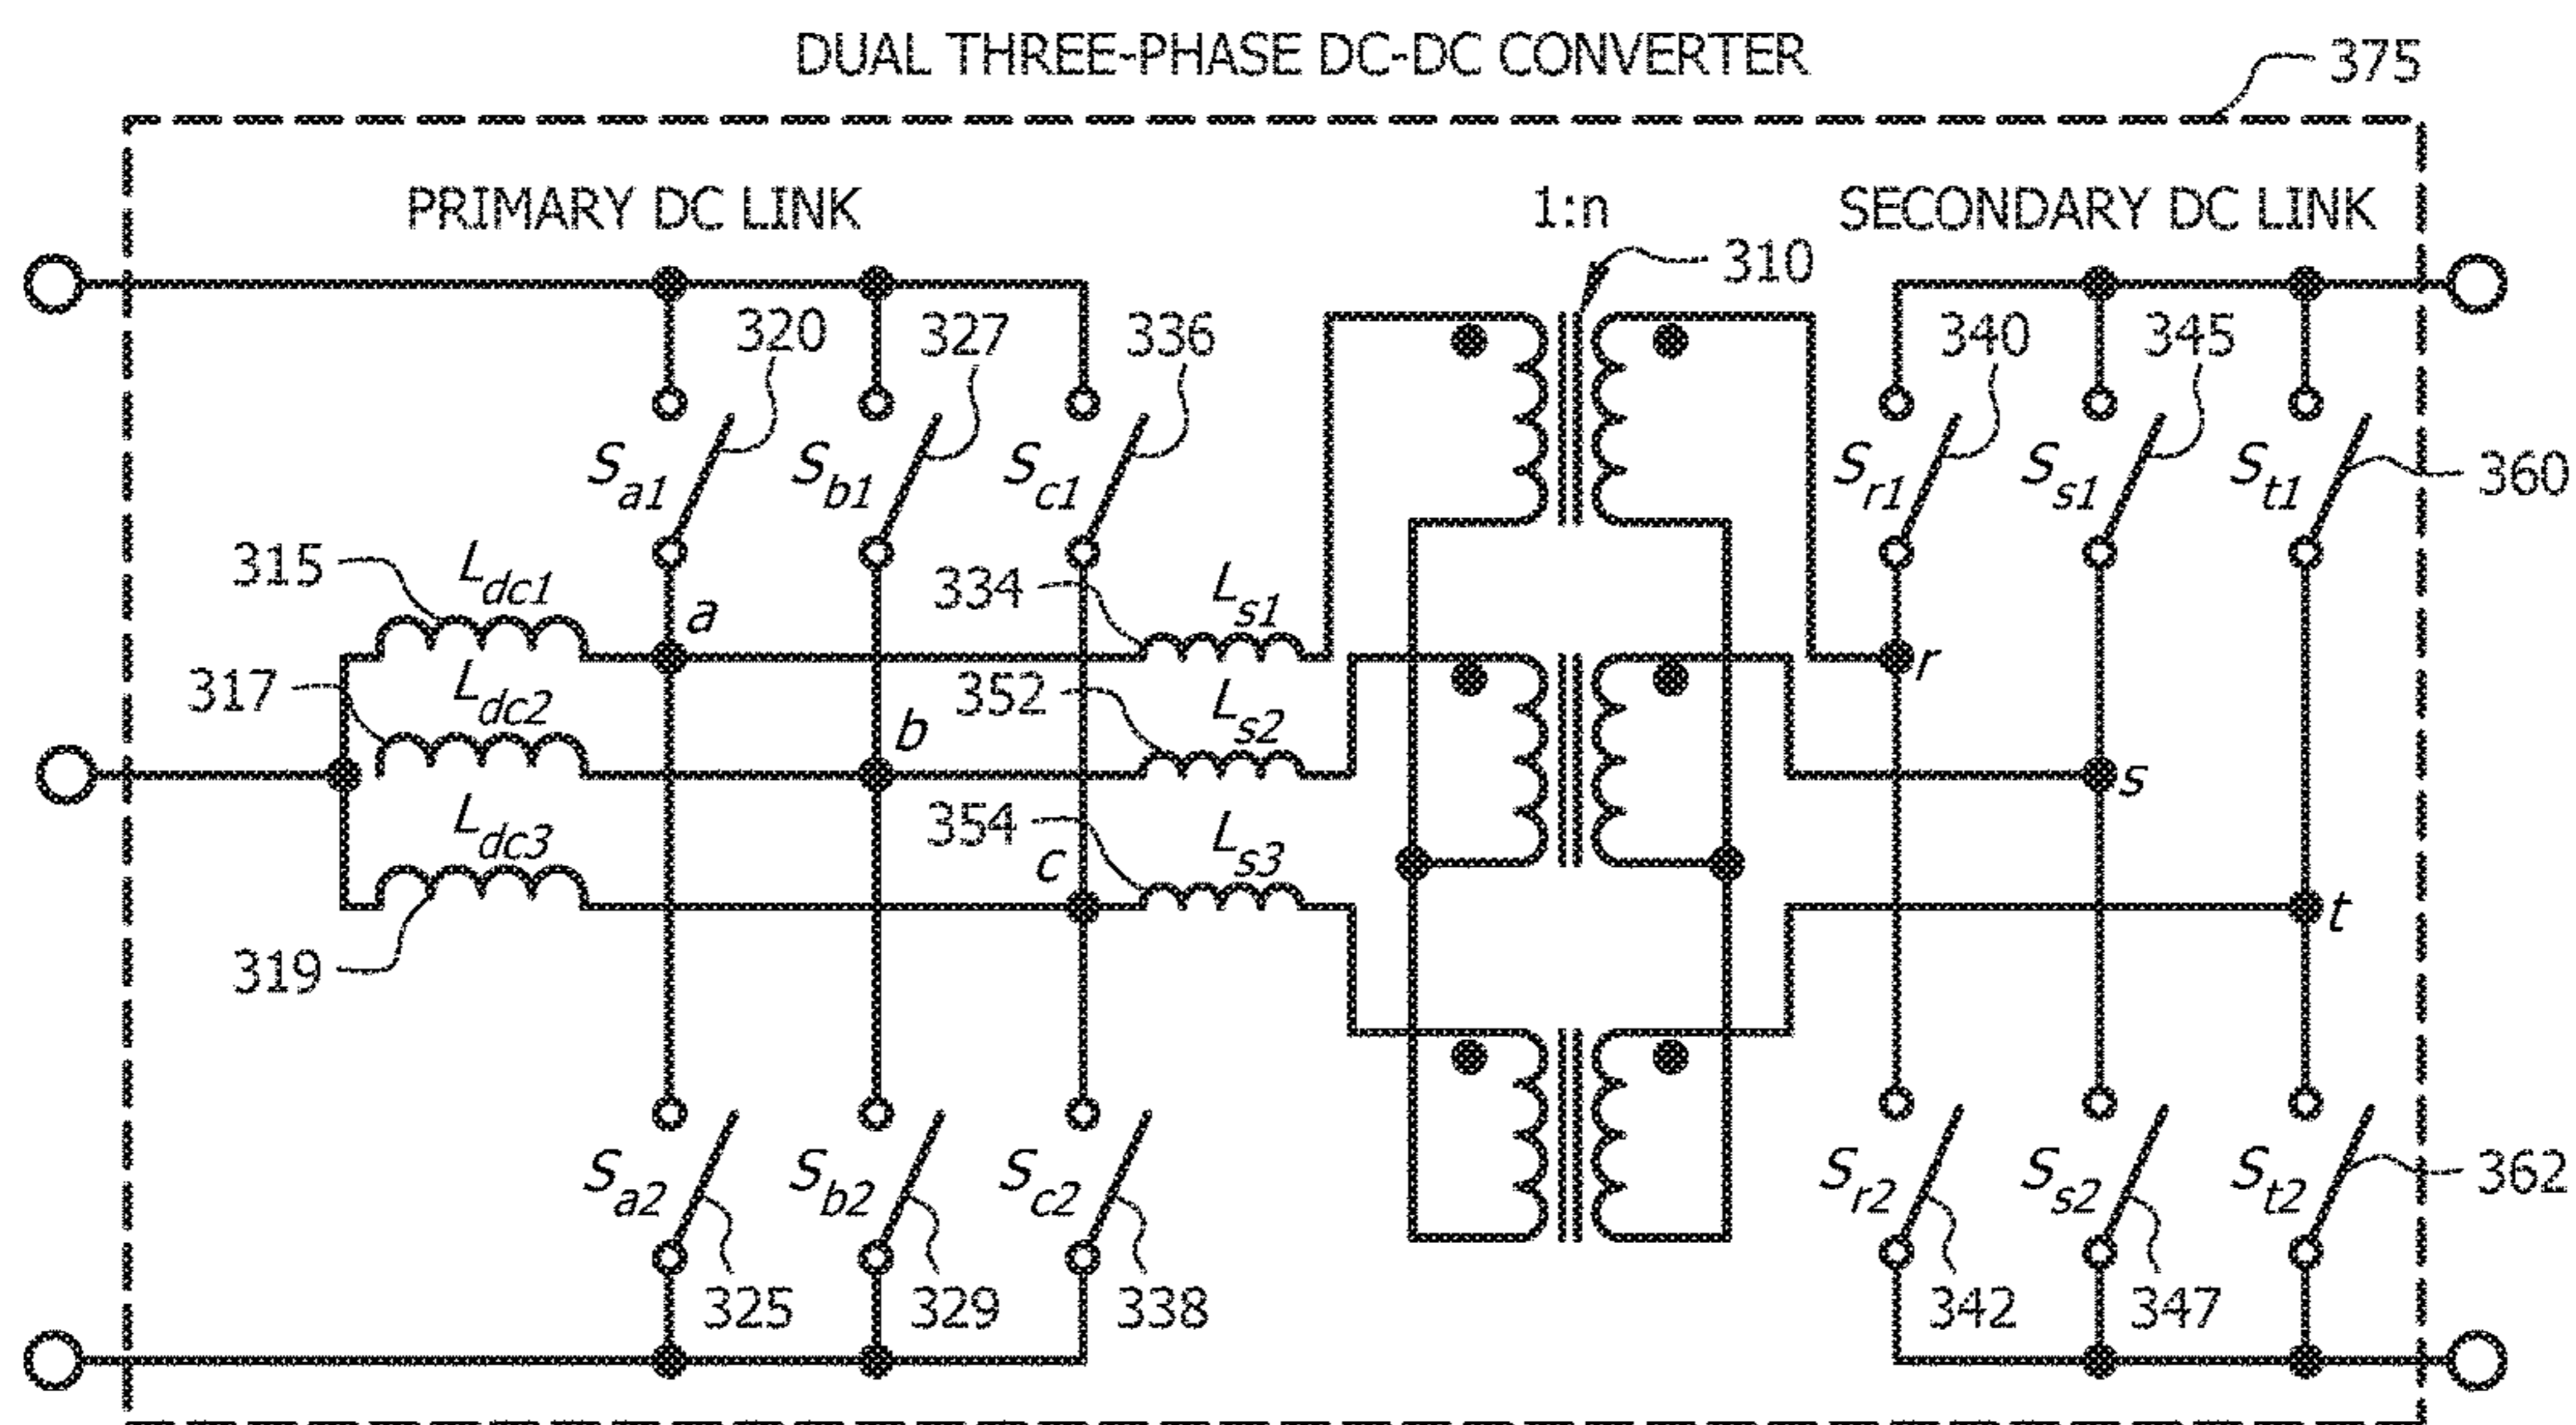 DUAL THREE-PHASE DC-DC CONVERTER
375
PRIMARY DC LINK
1:n
SECONDARY DC LINK
310
320
327
336
340
345
S_a1
S_b1
S_c1
S_r1
S_s1
S_t1
360
315
L_dc1
a
334
L_s1
317
L_dc2
352
L_s2
r
b
s
L_dc3
354
L_s3
c
t
319
S_a2
S_b2
S_c2
S_r2
S_s2
S_t2
362
325
329
338
342
347